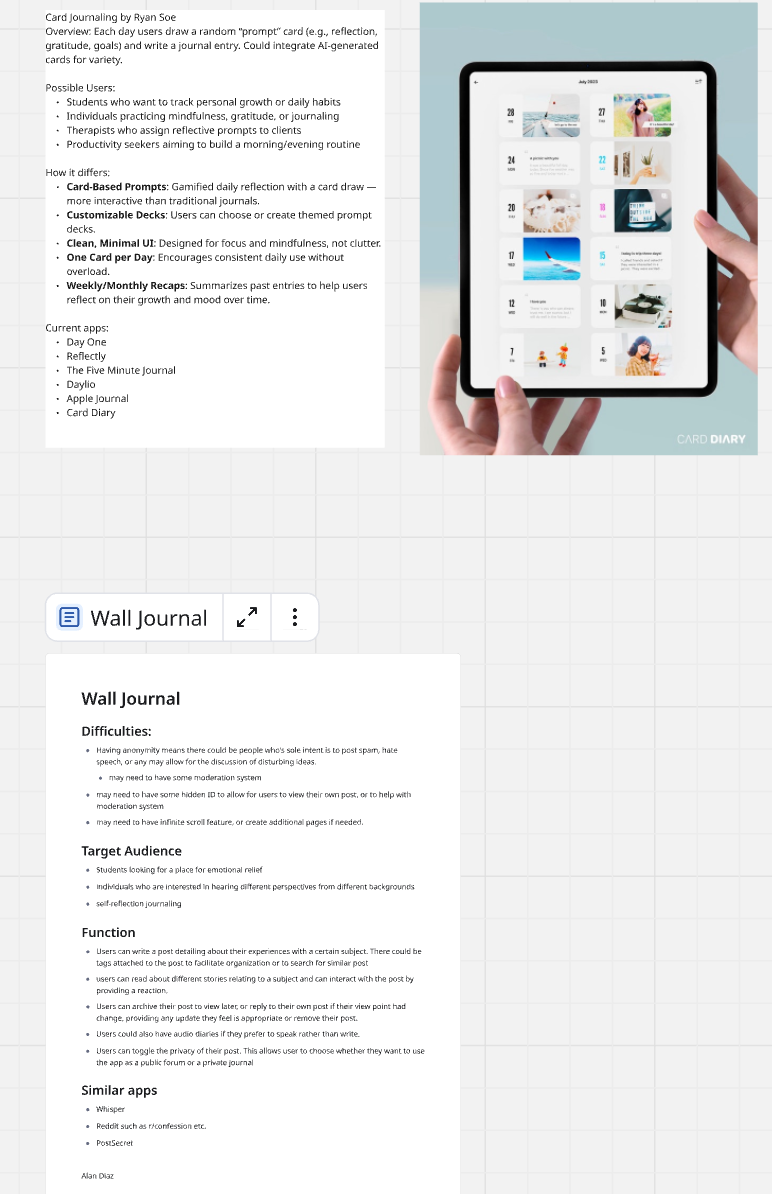 Card Journaling by Ryan Soe
Overview: Each day users draw a random “prompt” card (e.g., reflection,
gratitude, goals) and write a journal entry. Could integrate AI-generated
cards for variety.
Possible Users:
• Students who want to track personal growth or daily habits
• Individuals practicing mindfulness, gratitude, or journaling
• Therapists who assign reflective prompts to clients
• Productivity seekers aiming to build a morning/evening routine
How it differs:
• Card-Based Prompts: Gamified daily reflection with a card draw —
more interactive than traditional journals.
• Customizable Decks: Users can choose or create themed prompt
decks.
• Clean, Minimal UI: Designed for focus and mindfulness, not clutter.
• One Card per Day: Encourages consistent daily use without
overload.
• Weekly/Monthly Recaps: Summarizes past entries to help users
reflect on their growth and mood over time.
Current apps:
• Day One
• Reflectly
• The Five Minute Journal
• Daylio
• Apple Journal
• Card Diary
July 2023
28
27
24
22
20
18
17
15
12
10
7
5
CARD DIARY
Wall Journal
Wall Journal
Difficulties:
• Having anonymity means there could be people who's sole intent is to post spam, hate
speech, or any may allow for the discussion of disturbing ideas.
• may need to have some moderation system
• may need to have some hidden ID to allow for users to view their own post, or to help with
moderation system
• may need to have infinite scroll feature, or create additional pages if needed.
Target Audience
• Students looking for a place for emotional relief
• Individuals who are interested in hearing different perspectives from different backgrounds
• self-reflection journaling
Function
• Users can write a post detailing about their experiences with a certain subject. There could be
tags attached to the post to facilitate organization or to search for similar post
• users can read about different stories relating to a subject and can interact with the post by
providing a reaction.
• Users can archive their post to view later, or reply to their own post if their view point had
change, providing any update they feel is appropriate or remove their post.
• Users could also have audio diaries if they prefer to speak rather than write.
• Users can toggle the privacy of their post. This allows user to choose whether they want to use
the app as a public forum or a private journal
Similar apps
• Whisper
• Reddit such as r/confession etc.
• PostSecret
Alan Diaz